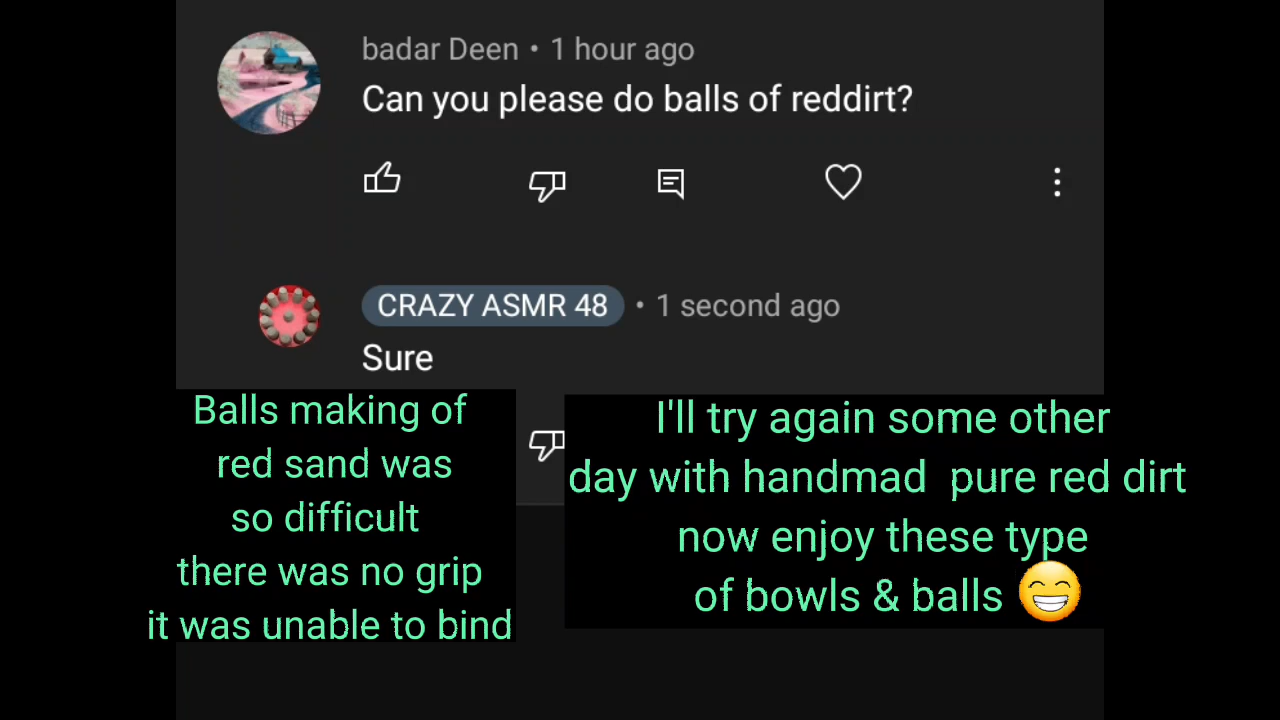 badar Deen • 1 hour ago
Can you please do balls of reddirt?
CRAZY ASMR 48 • 1 second ago
Sure
Balls making of
red sand was
so difficult
there was no grip
it was unable to bind
I'll try again some other
day with handmad pure red dirt
now enjoy these type
of bowls & balls 😁